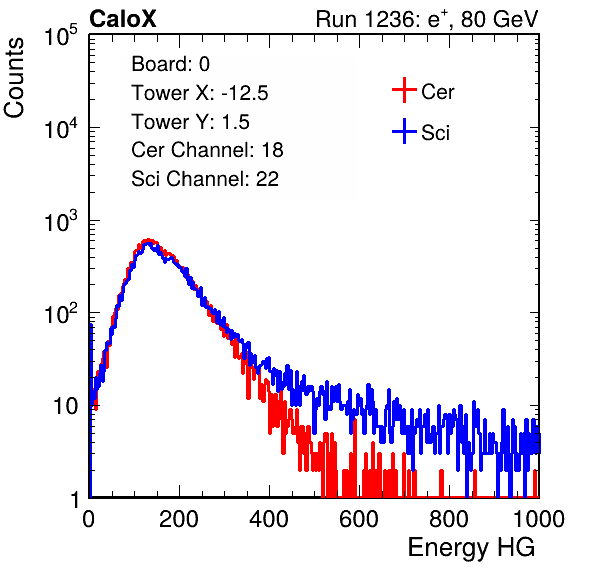 CaloX Run 1236: e⁺, 80 GeV
Counts
Board: 0
Tower X: -12.5
Tower Y: 1.5
Cer Channel: 18
Sci Channel: 22
Cer
Sci
10⁵
10⁴
10³
10²
10
1
0 200 400 600 800 1000
Energy HG